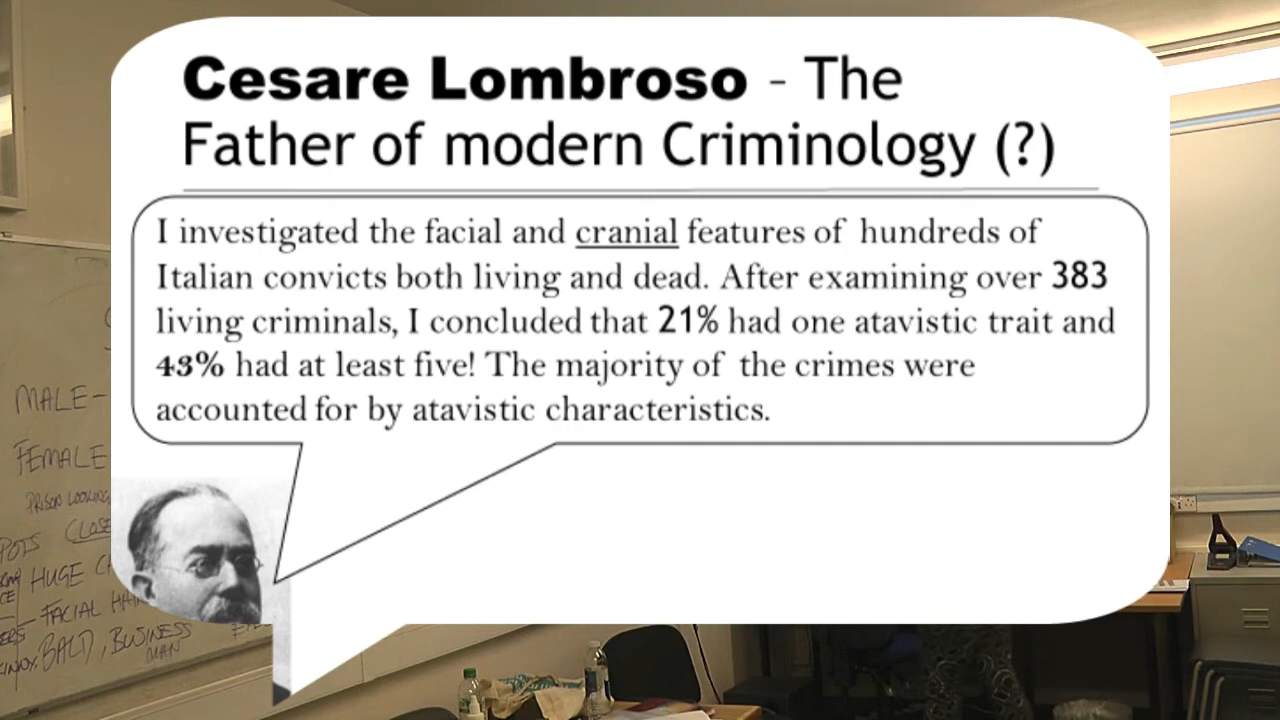 Cesare Lombroso - The
Father of modern Criminology (?)
I investigated the facial and cranial features of hundreds of
Italian convicts both living and dead. After examining over 383
living criminals, I concluded that 21% had one atavistic trait and
43% had at least five! The majority of the crimes were
accounted for by atavistic characteristics.
MALE-
FEMALE
PRISON LOOKING
HUGE
FACIAL
BALD, BUSINESS
MAN